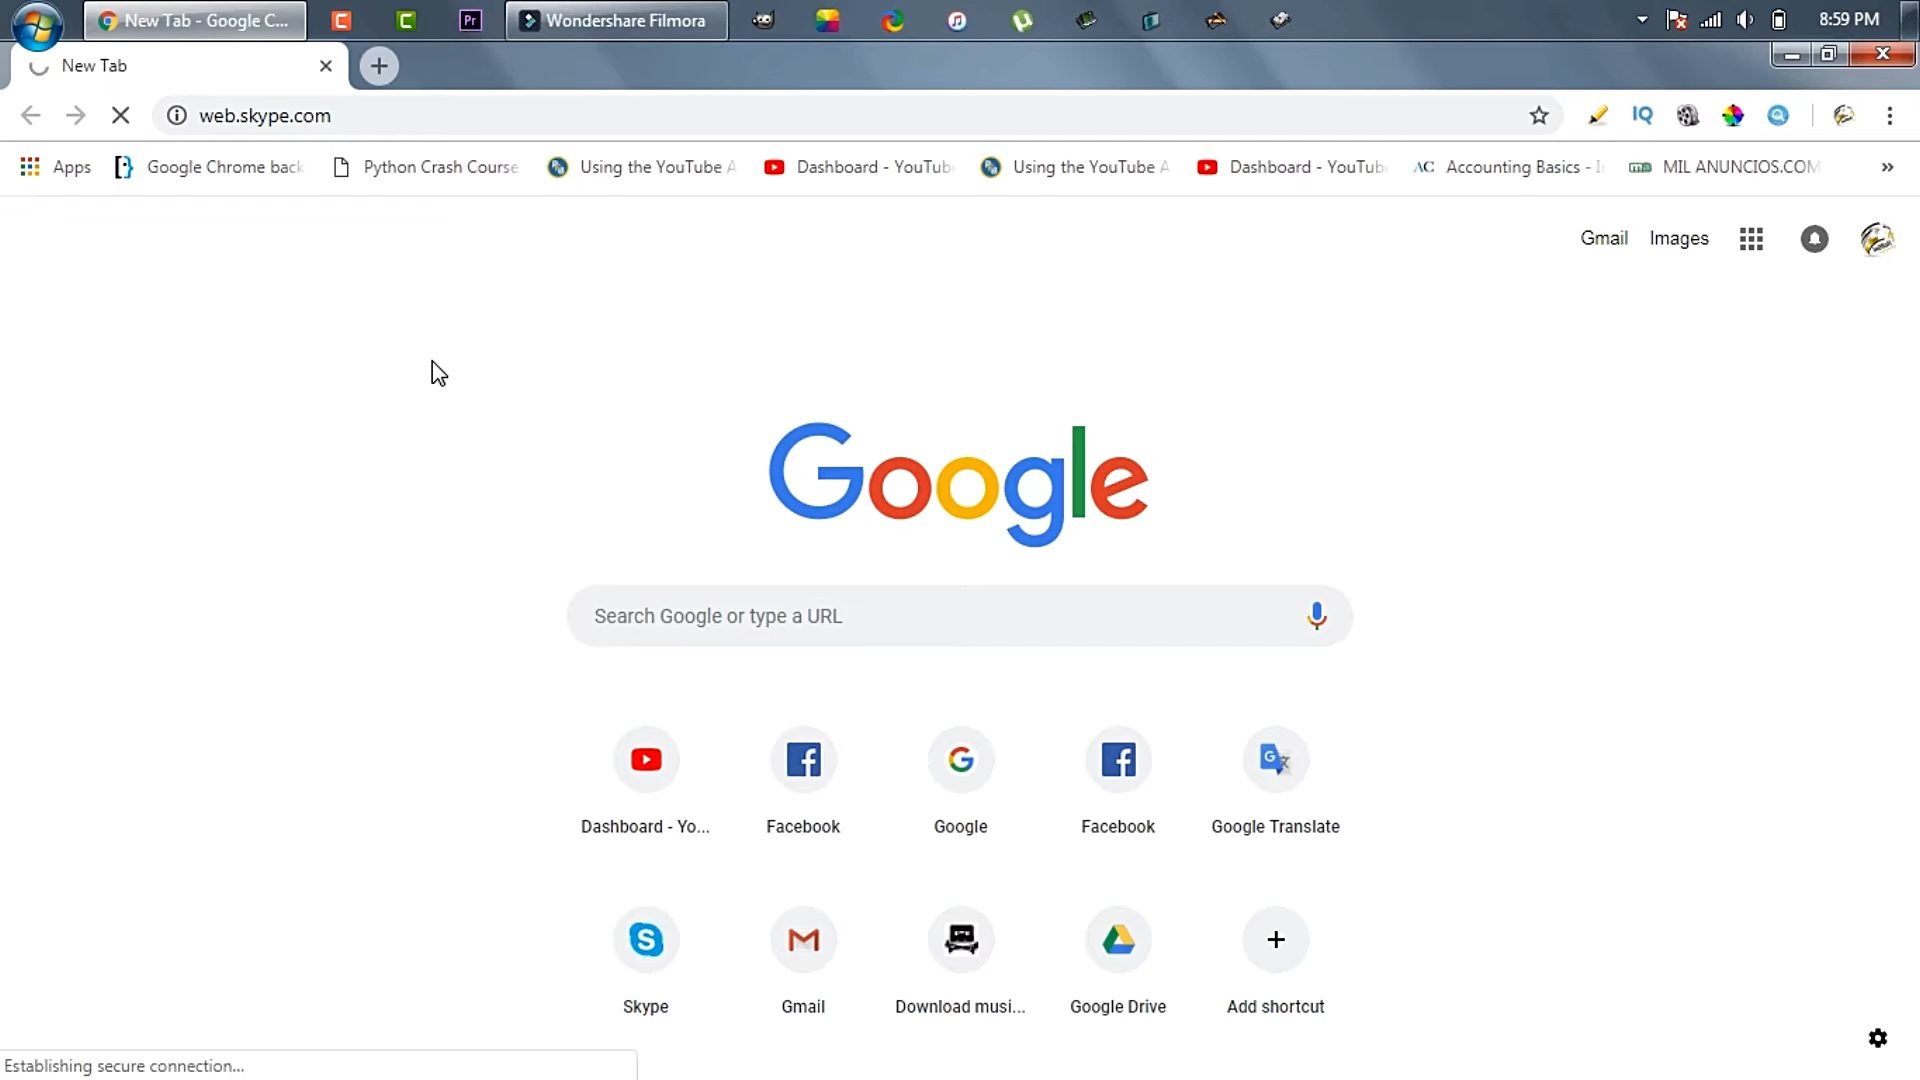 New Tab - Google C...
Pr
Wondershare Filmora
8:59 PM
New Tab
web.skype.com
IQ
Apps
Google Chrome back
Python Crash Course
Using the YouTube A
Dashboard - YouTub
Using the YouTube A
Dashboard - YouTub
AC Accounting Basics - I
MIL ANUNCIOS.COM
Gmail
Images
Google
Search Google or type a URL
Dashboard - Yo...
Facebook
Google
Facebook
Google Translate
Skype
Gmail
Download musi...
Google Drive
Add shortcut
Establishing secure connection...